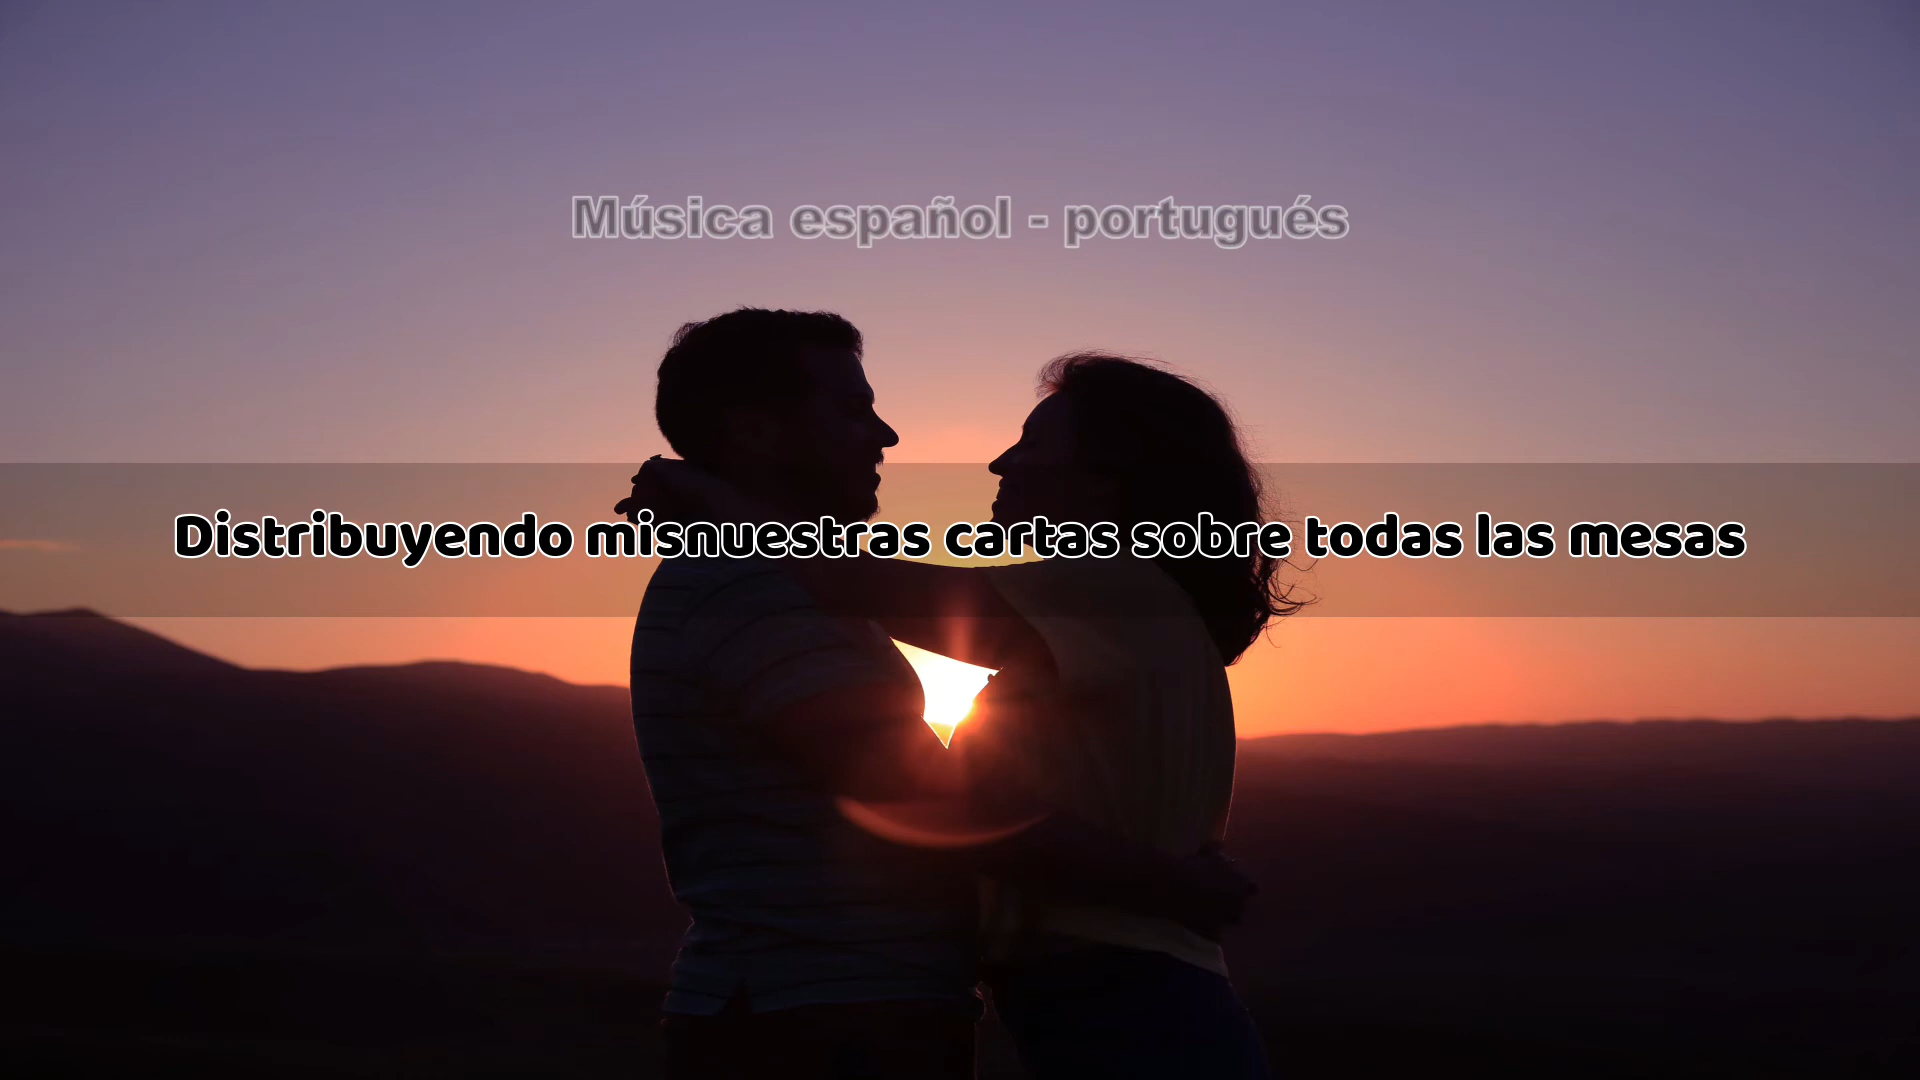 Música español - portugués
Distribuyendo misnuestras cartas sobre todas las mesas